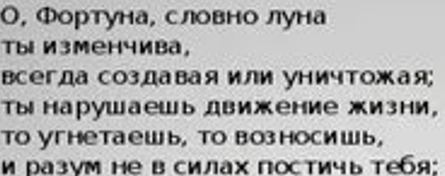 О, Фортуна, словно луна
ты изменчива,
всегда создавая или уничтожая;
ты нарушаешь движение жизни,
то угнетаешь, то возносишь,
и разум не в силах постичь тебя;